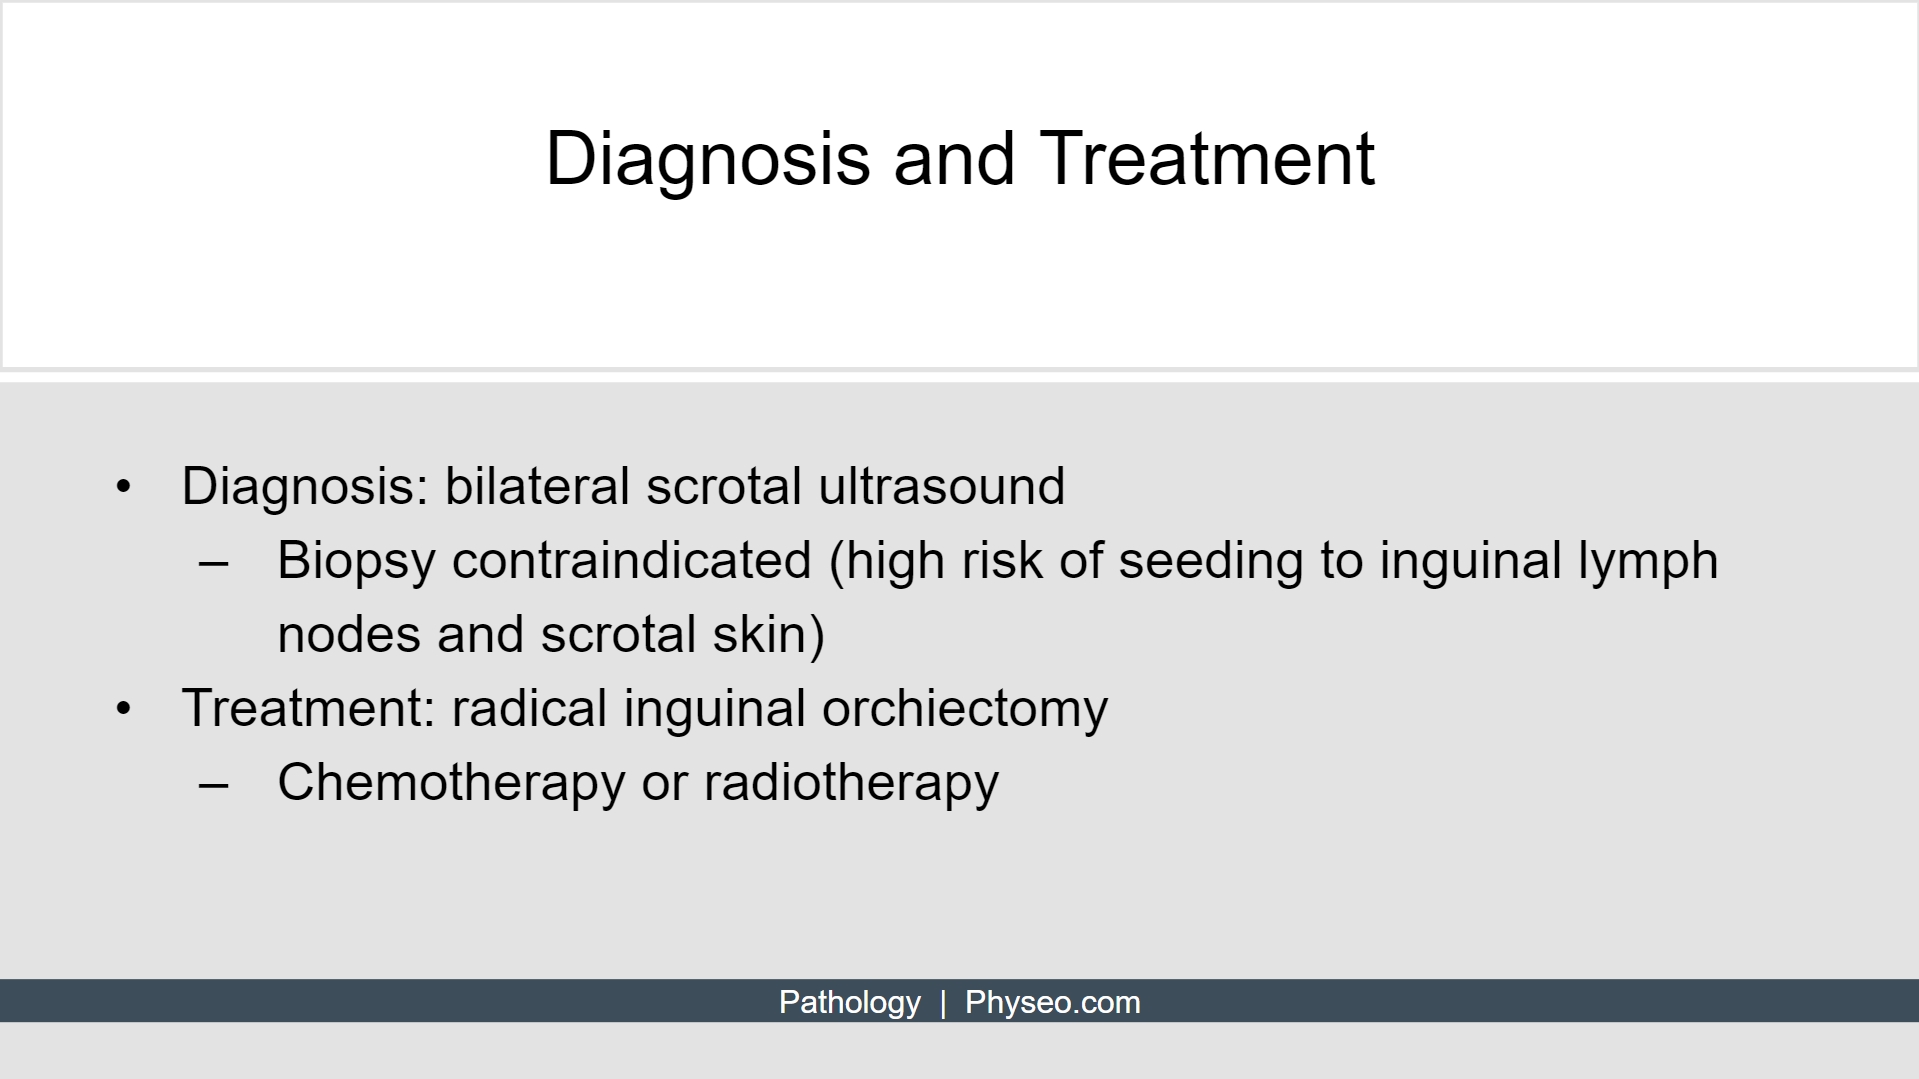 Diagnosis and Treatment
• Diagnosis: bilateral scrotal ultrasound
– Biopsy contraindicated (high risk of seeding to inguinal lymph
nodes and scrotal skin)
• Treatment: radical inguinal orchiectomy
– Chemotherapy or radiotherapy
Pathology | Physeo.com